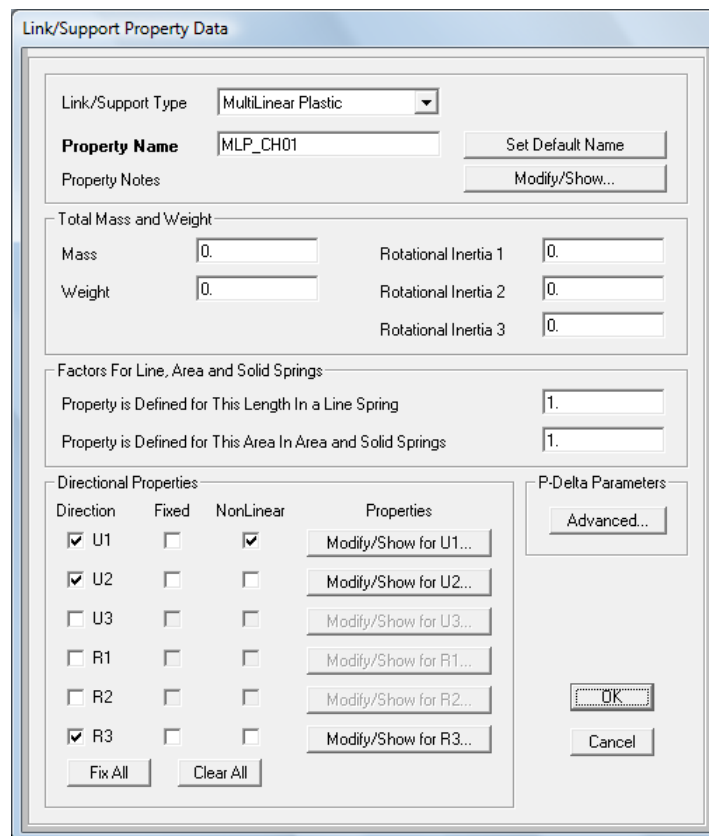 Link/Support Property Data
Link/Support Type MultiLinear Plastic
Property Name MLP_CH01 Set Default Name
Property Notes Modify/Show...
Total Mass and Weight
Mass 0. Rotational Inertia 1 0.
Weight 0. Rotational Inertia 2 0.
Rotational Inertia 3 0.
Factors For Line, Area and Solid Springs
Property is Defined for This Length In a Line Spring 1.
Property is Defined for This Area In Area and Solid Springs 1.
Directional Properties P-Delta Parameters
Direction Fixed NonLinear Properties Advanced...
U1 Modify/Show for U1...
U2 Modify/Show for U2...
U3 Modify/Show for U3...
R1 Modify/Show for R1...
R2 Modify/Show for R2... OK
R3 Modify/Show for R3... Cancel
Fix All Clear All